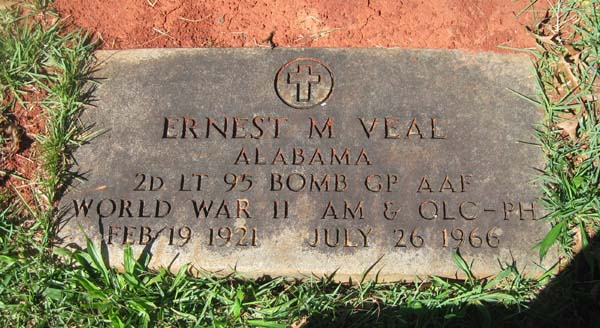 ERNEST M VEAL
ALABAMA
2D LT 95 BOMB GP AAF
WORLD WAR II AM & OLC-PH
FEB 19 1921 JULY 26 1966